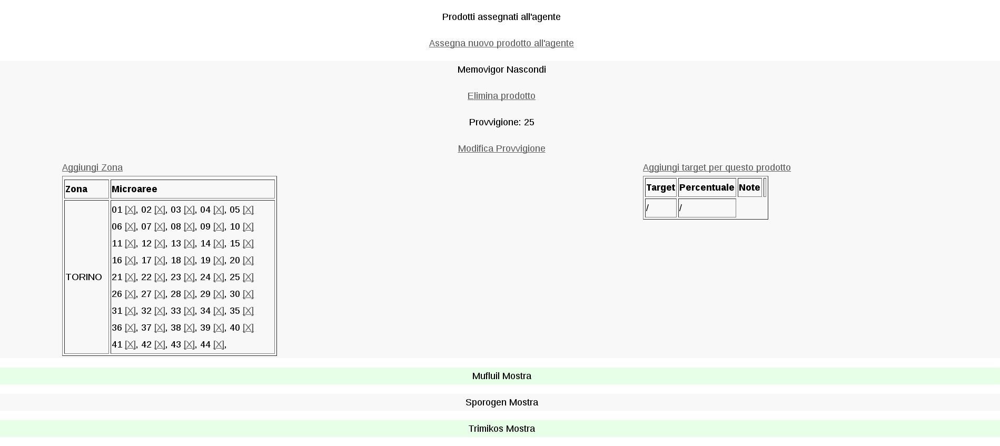 Prodotti assegnati all'agente
Assegna nuovo prodotto all'agente
Memovigor Nascondi
Elimina prodotto
Provvigione: 25
Modifica Provvigione
Aggiungi Zona
Zona Microaree
TORINO
01 [X], 02 [X], 03 [X], 04 [X], 05 [X]
06 [X], 07 [X], 08 [X], 09 [X], 10 [X]
11 [X], 12 [X], 13 [X], 14 [X], 15 [X]
16 [X], 17 [X], 18 [X], 19 [X], 20 [X]
21 [X], 22 [X], 23 [X], 24 [X], 25 [X]
26 [X], 27 [X], 28 [X], 29 [X], 30 [X]
31 [X], 32 [X], 33 [X], 34 [X], 35 [X]
36 [X], 37 [X], 38 [X], 39 [X], 40 [X]
41 [X], 42 [X], 43 [X], 44 [X],
Aggiungi target per questo prodotto
Target Percentuale Note
/ /
Mufluil Mostra
Sporogen Mostra
Trimikos Mostra